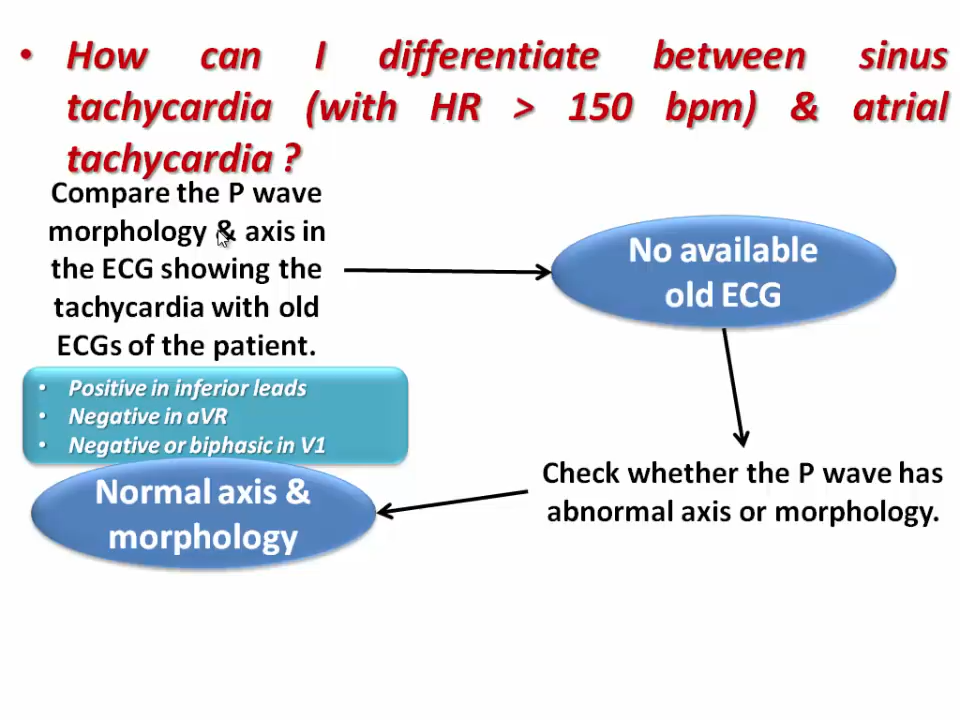 • How can I differentiate between sinus
tachycardia (with HR > 150 bpm) & atrial
tachycardia ?
Compare the P wave
morphology & axis in
the ECG showing the
tachycardia with old
ECGs of the patient.
No available
old ECG
Check whether the P wave has
abnormal axis or morphology.
• Positive in inferior leads
• Negative in aVR
• Negative or biphasic in V1
Normal axis &
morphology